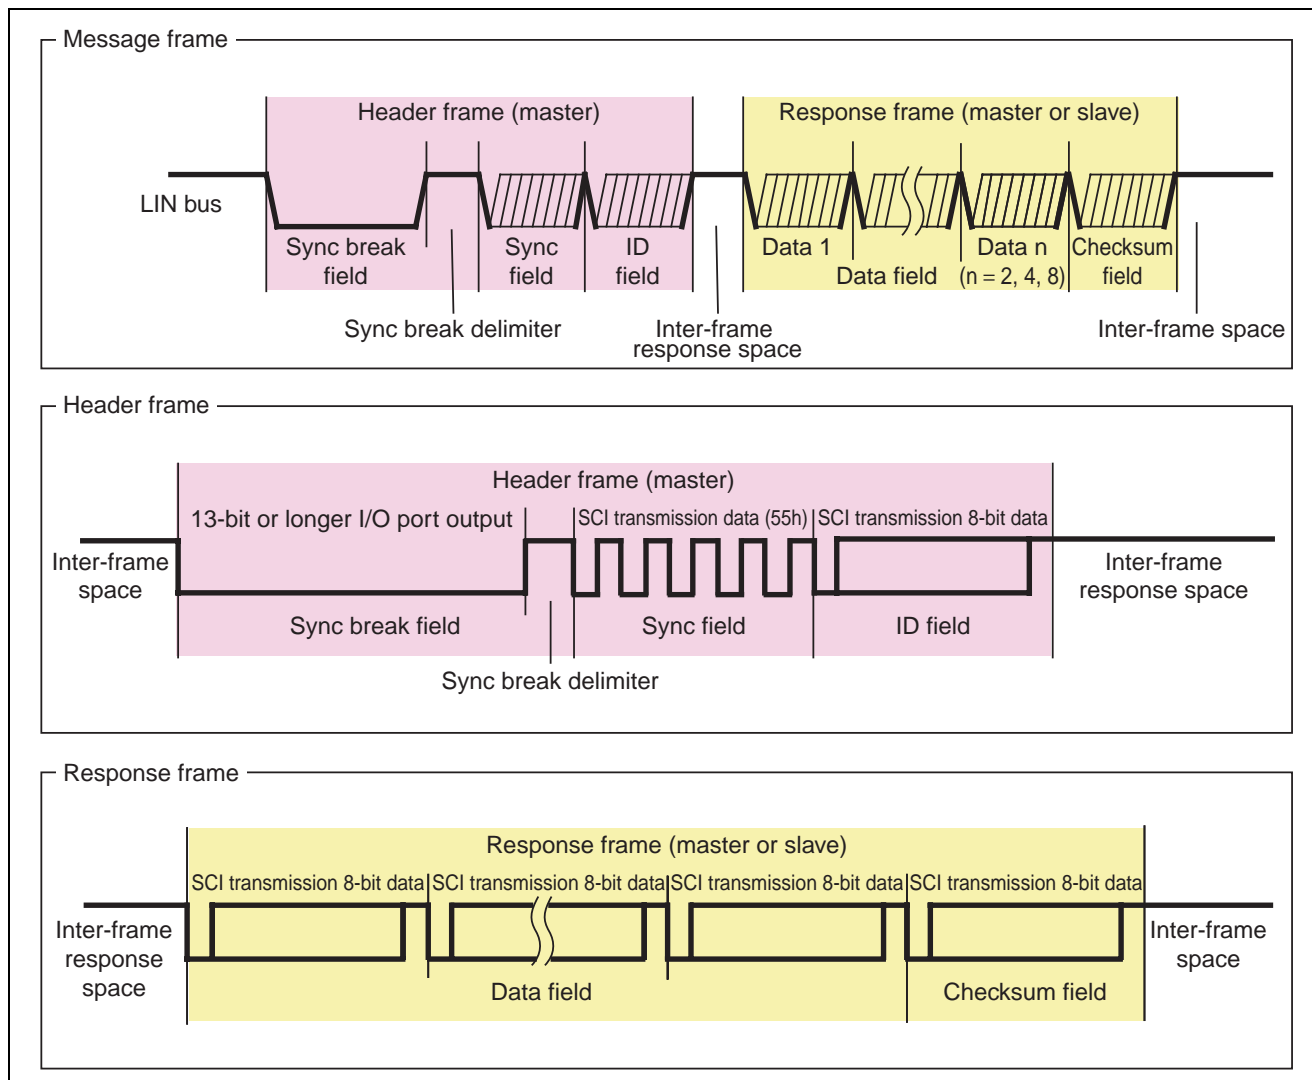 Message frame
Header frame (master)
Response frame (master or slave)
LIN bus
Sync break
field
Sync
field
ID
field
Data 1
Data field
Data n
(n = 2, 4, 8)
Checksum
field
Sync break delimiter
Inter-frame
response space
Inter-frame space
Header frame
Header frame (master)
13-bit or longer I/O port output
SCI transmission data (55h)
SCI transmission 8-bit data
Inter-frame
space
Inter-frame
response space
Sync break field
Sync field
ID field
Sync break delimiter
Response frame
Response frame (master or slave)
SCI transmission 8-bit data
SCI transmission 8-bit data
SCI transmission 8-bit data
SCI transmission 8-bit data
Inter-frame
response
space
Inter-frame
space
Data field
Checksum field